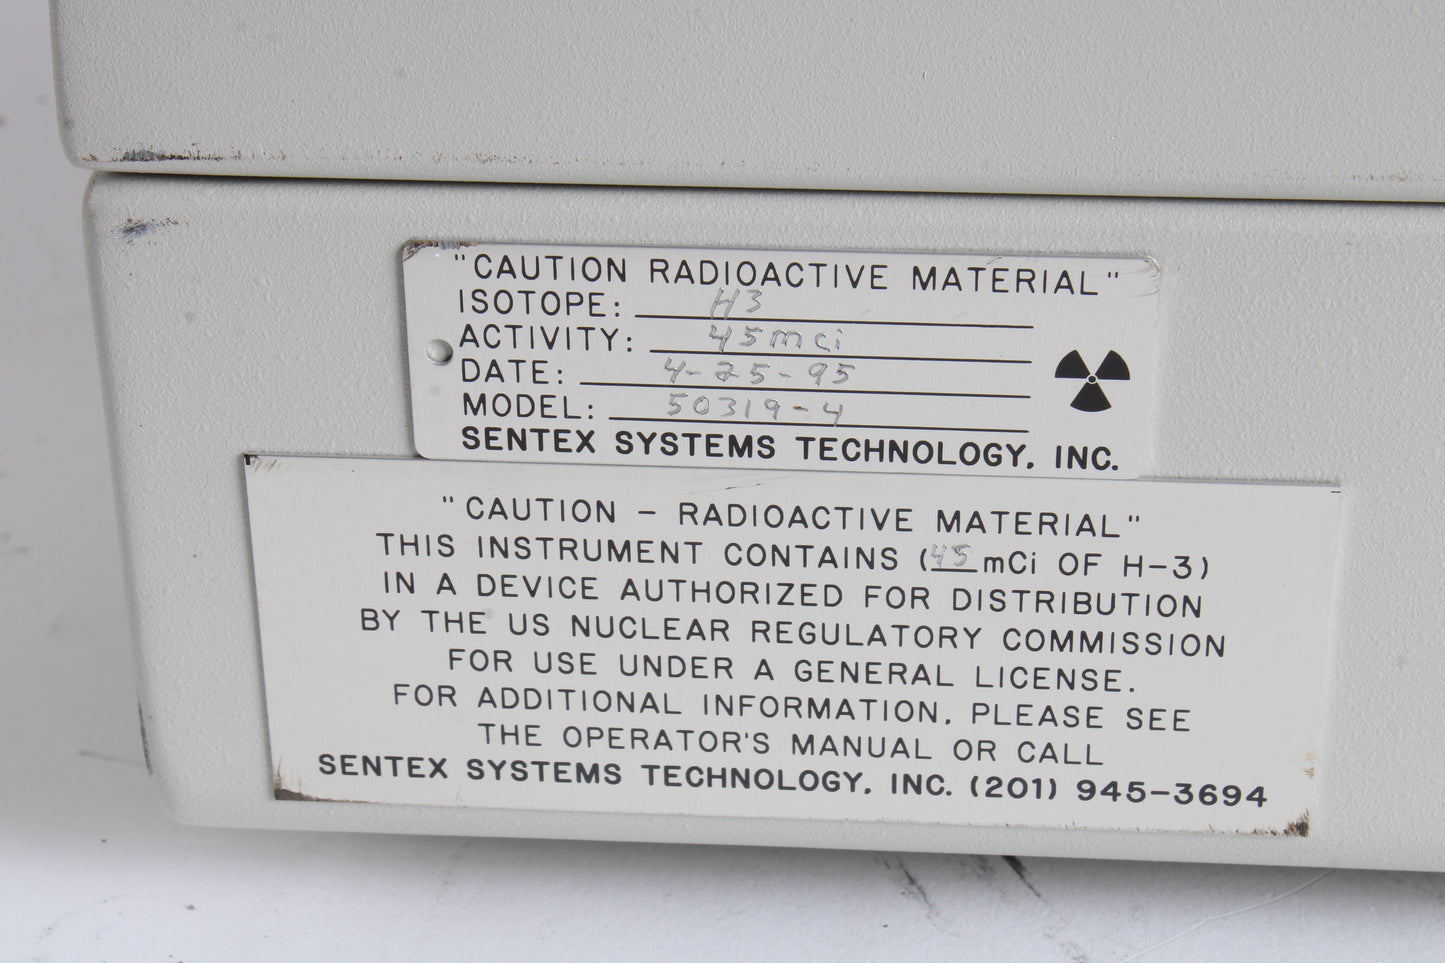 "CAUTION RADIOACTIVE MATERIAL"
ISOTOPE: H3
ACTIVITY: 45mci
DATE: 4-25-95
MODEL: 50319-4
SENTEX SYSTEMS TECHNOLOGY, INC.
"CAUTION - RADIOACTIVE MATERIAL"
THIS INSTRUMENT CONTAINS (45 mCi OF H-3)
IN A DEVICE AUTHORIZED FOR DISTRIBUTION
BY THE US NUCLEAR REGULATORY COMMISSION
FOR USE UNDER A GENERAL LICENSE.
FOR ADDITIONAL INFORMATION, PLEASE SEE
THE OPERATOR'S MANUAL OR CALL
SENTEX SYSTEMS TECHNOLOGY, INC. (201) 945-3694